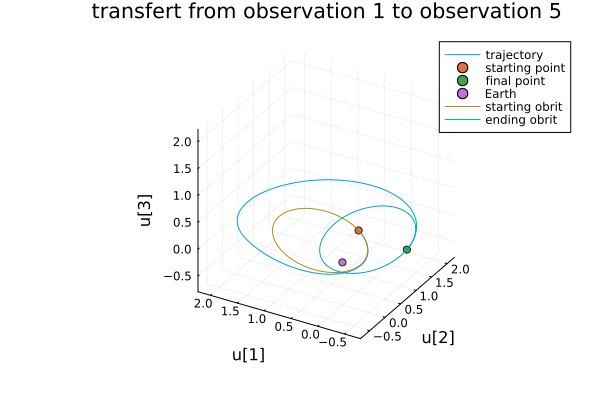 transfert from observation 1 to observation 5
trajectory
starting point
final point
Earth
starting obrit
ending obrit
u[3]
2.0
1.5
1.0
0.5
0.0
−0.5
2.0
1.5
1.0
0.5
0.0
−0.5
u[1]
−0.5
0.0
0.5
1.0
1.5
2.0
u[2]